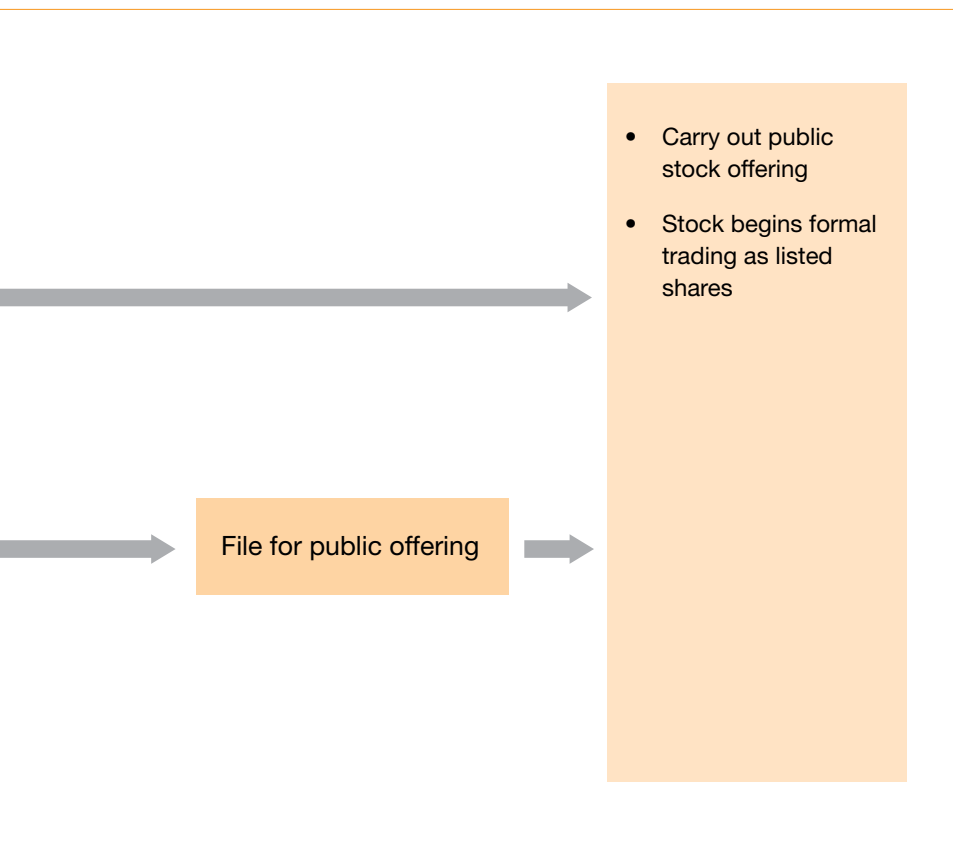 • Carry out public
stock offering
• Stock begins formal
trading as listed
shares
File for public offering